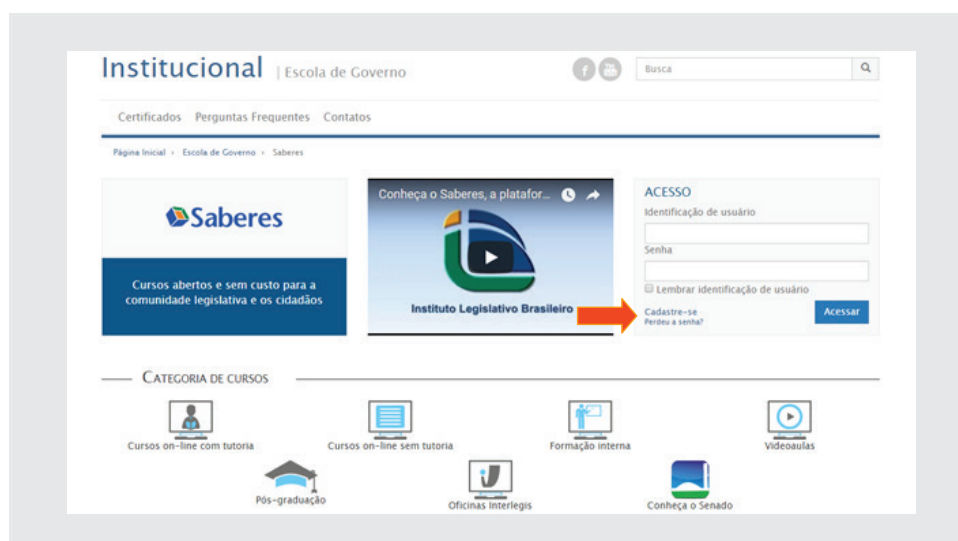 Institucional | Escola de Governo
f You Tube Busca
Certificados Perguntas Frequentes Contatos
Página Inicial › Escola de Governo › Saberes
Saberes
Cursos abertos e sem custo para a
comunidade legislativa e os cidadãos
Conheça o Saberes, a platafor...
Instituto Legislativo Brasileiro
ACESSO
Identificação de usuário
Senha
Lembrar identificação de usuário
Cadastre-se
Perdeu a senha?
Acessar
CATEGORIA DE CURSOS
Cursos on-line com tutoria
Cursos on-line sem tutoria
Formação interna
Videoaulas
Pós-graduação
Oficinas Interlegis
Conheça o Senado